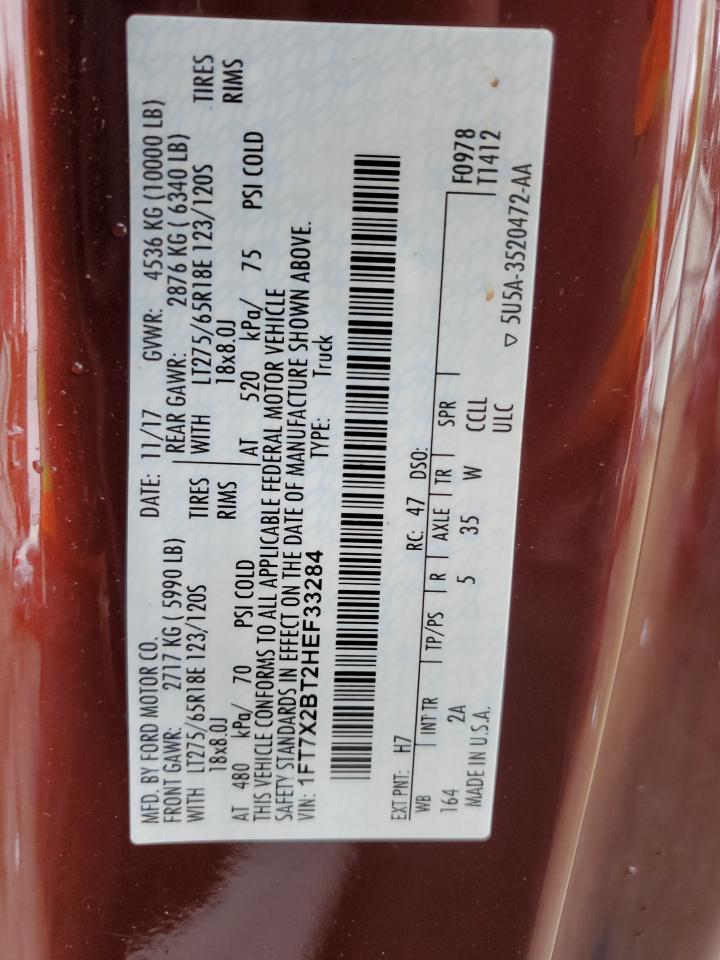 MFD. BY FORD MOTOR CO. DATE: 11/17 GVWR: 4536 KG (10000 LB)
FRONT GAWR: 2717 KG ( 5990 LB) REAR GAWR: 2876 KG ( 6340 LB)
WITH LT275/65R18E 123/120S TIRES WITH LT275/65R18E 123/120S TIRES
18x8.0J RIMS 18x8.0J RIMS
AT 480 kPa/ 70 PSI COLD AT 520 kPa/ 75 PSI COLD
THIS VEHICLE CONFORMS TO ALL APPLICABLE FEDERAL MOTOR VEHICLE
SAFETY STANDARDS IN EFFECT ON THE DATE OF MANUFACTURE SHOWN ABOVE.
VIN: 1FT7X2BT2HEF33284 TYPE: Truck
EXT PNT: H7 RC: 47 DSO:
WB INT TR TP/PS R AXLE TR SPR F0978
T1412
164 2A 5 35 W CCLL
MADE IN U.S.A. ULC
▽ 5U5A-3520472-AA